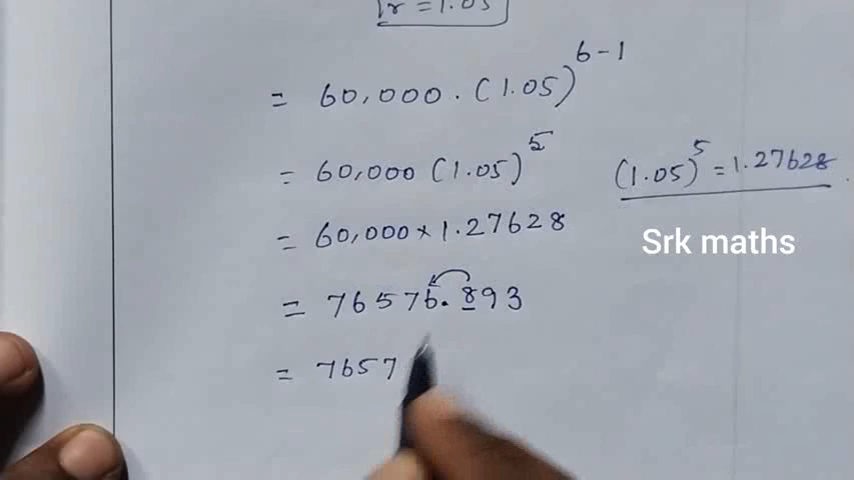 r = 1.05
= 60,000 . (1.05)^6-1
= 60,000 (1.05)^5
(1.05)^5 = 1.27628
= 60,000 × 1.27628
Srk maths
= 76576.893
= 7657